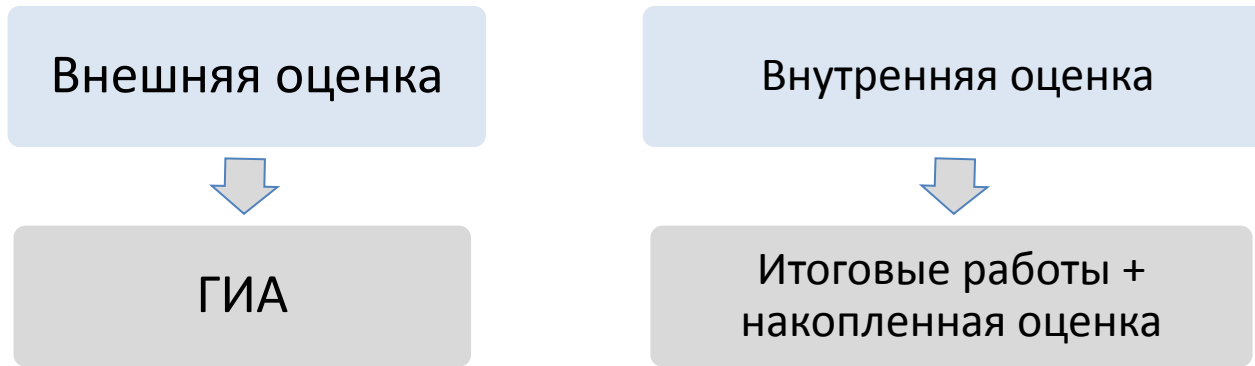 Внешняя оценка
Внутренняя оценка
ГИА
Итоговые работы +
накопленная оценка